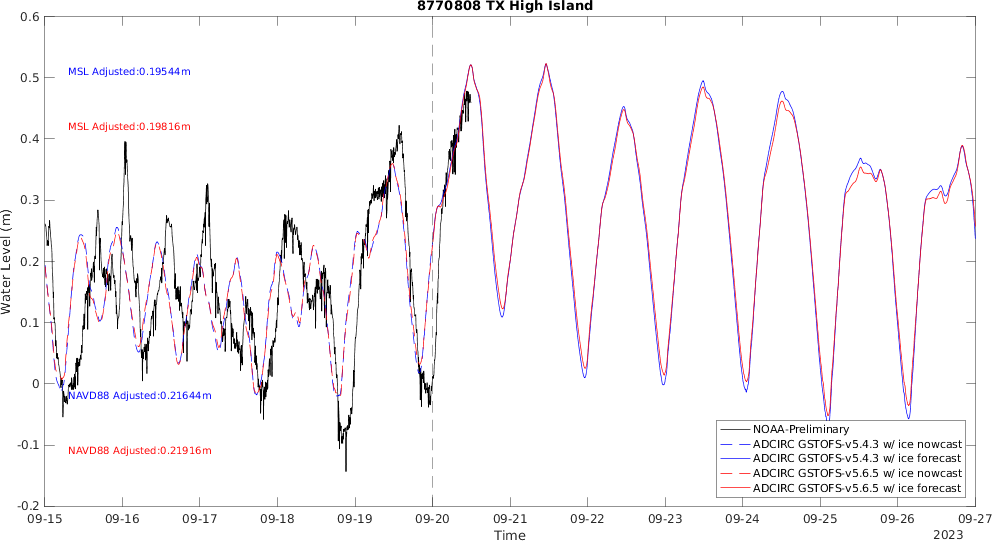 8770808 TX High Island
0.6
0.5
0.4
0.3
0.2
0.1
0
-0.1
-0.2
Water Level (m)
MSL Adjusted:0.19544m
MSL Adjusted:0.19816m
NAVD88 Adjusted:0.21644m
NAVD88 Adjusted:0.21916m
NOAA-Preliminary
ADCIRC GSTOFS-v5.4.3 w/ ice nowcast
ADCIRC GSTOFS-v5.4.3 w/ ice forecast
ADCIRC GSTOFS-v5.6.5 w/ ice nowcast
ADCIRC GSTOFS-v5.6.5 w/ ice forecast
09-15 09-16 09-17 09-18 09-19 09-20 09-21 09-22 09-23 09-24 09-25 09-26 09-27
Time
2023